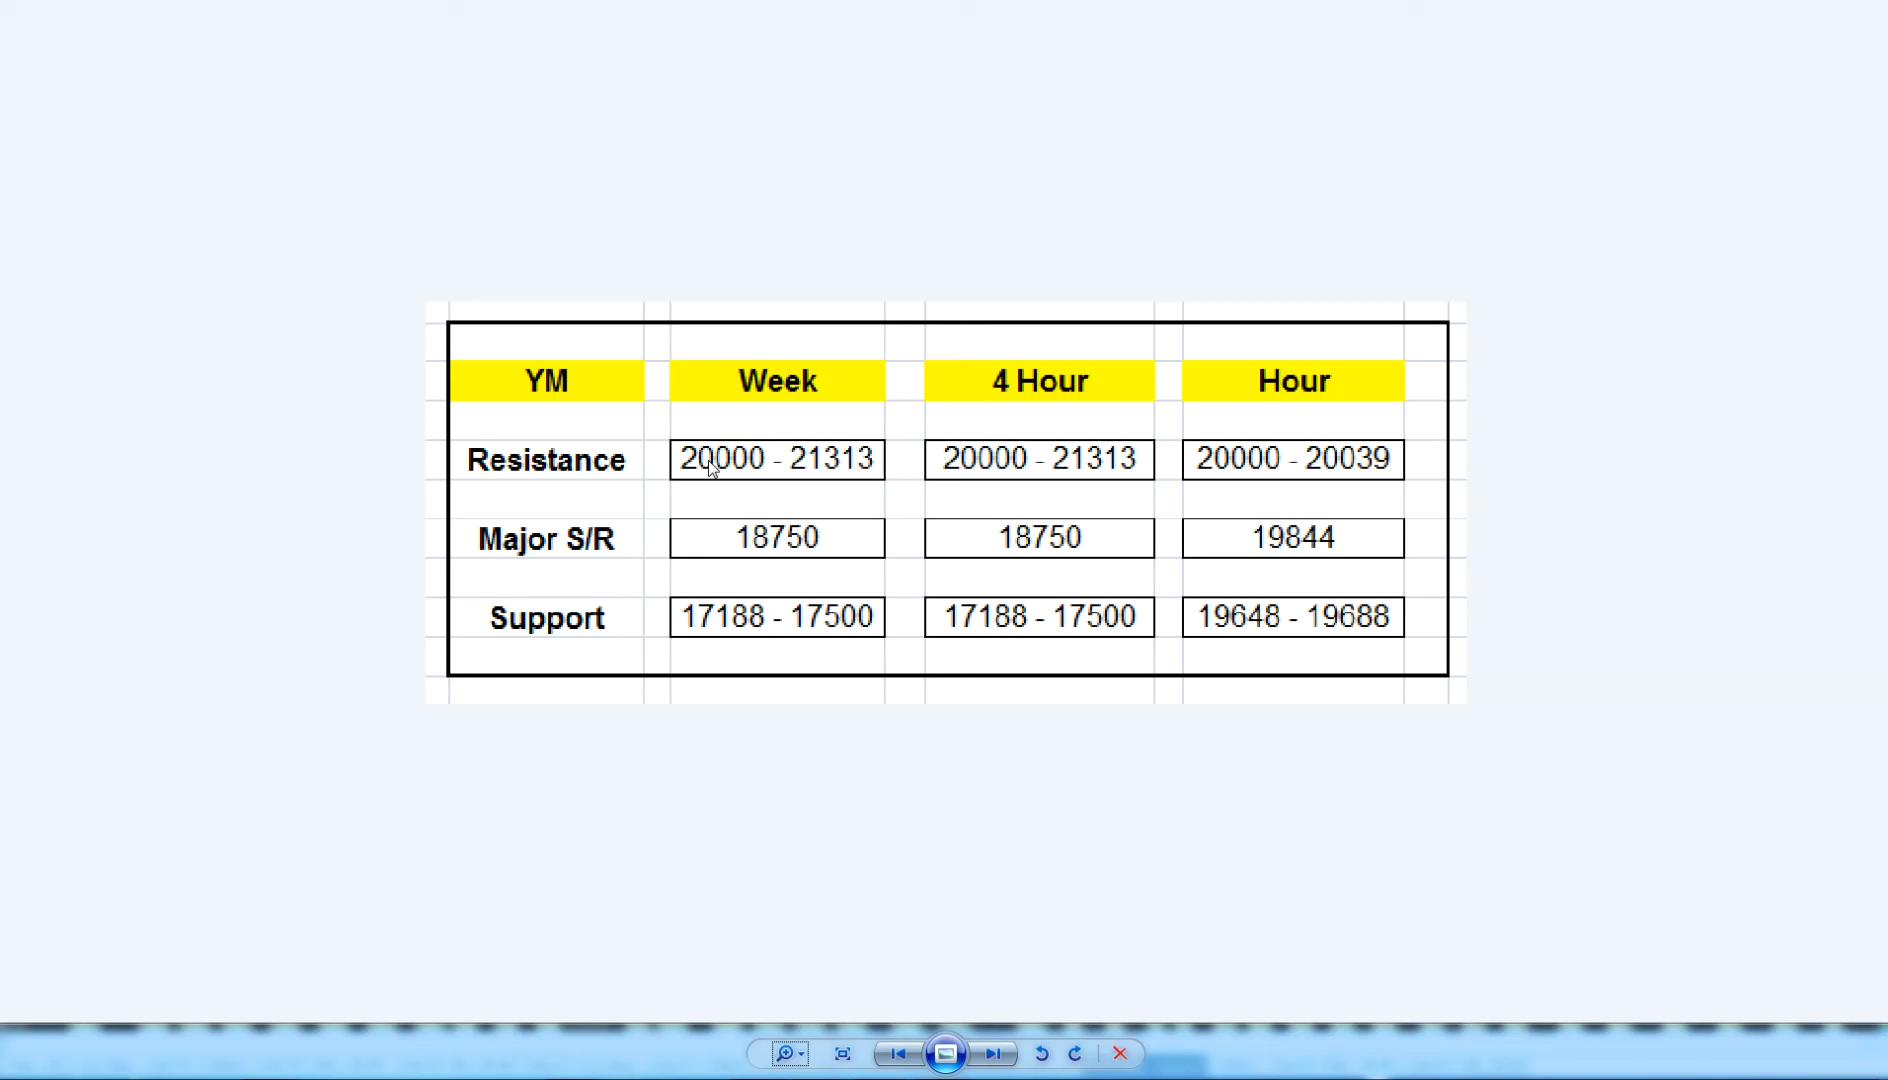 YM Week 4 Hour Hour
Resistance 20000 - 21313 20000 - 21313 20000 - 20039
Major S/R 18750 18750 19844
Support 17188 - 17500 17188 - 17500 19648 - 19688